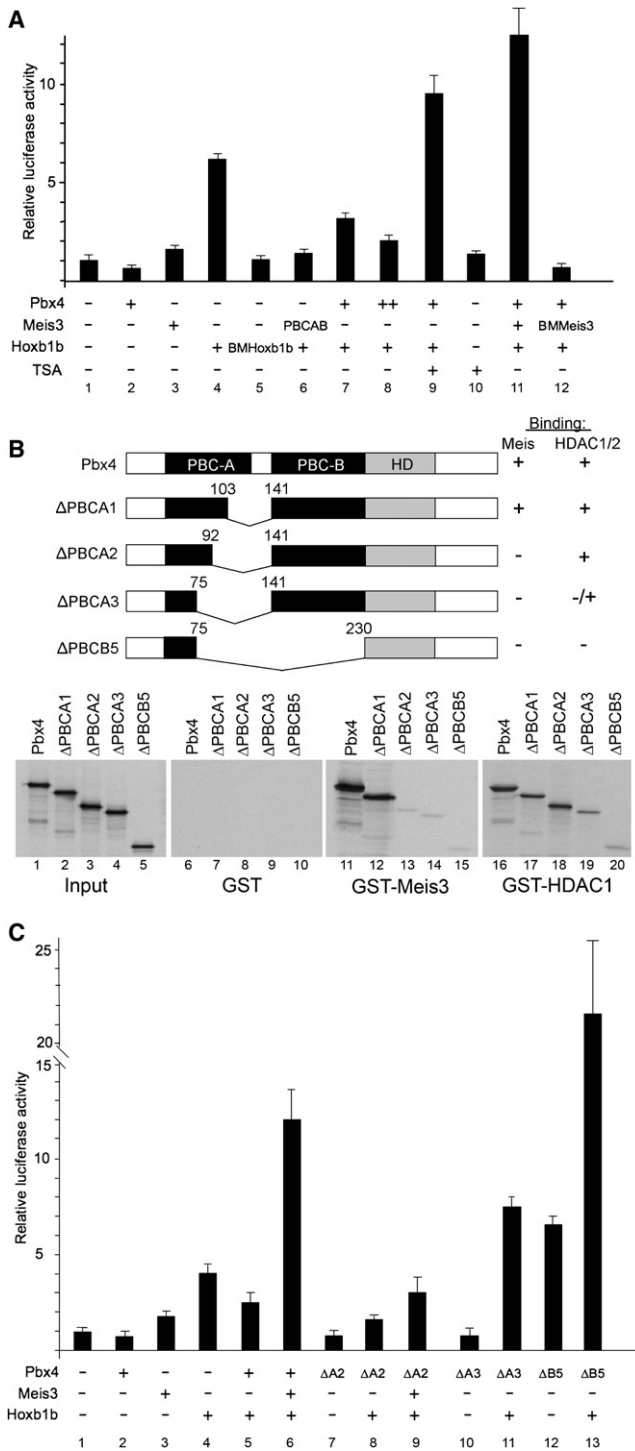 A
Relative luciferase activity
10
5
Pbx4 – + – – – – + ++ + – + +
Meis3 – – + – – PBCAB – – – – + BMMeis3
Hoxb1b – – – + BMHoxb1b + + + + – + +
TSA – – – – – – – – + + – –
1 2 3 4 5 6 7 8 9 10 11 12
B
Binding:
Meis HDAC1/2
Pbx4 PBC-A PBC-B HD + +
103 141
ΔPBCA1 + +
92 141
ΔPBCA2 - +
75 141
ΔPBCA3 - -/+
75 230
ΔPBCB5 - -
Pbx4 ΔPBCA1 ΔPBCA2 ΔPBCA3 ΔPBCB5 Pbx4 ΔPBCA1 ΔPBCA2 ΔPBCA3 ΔPBCB5 Pbx4 ΔPBCA1 ΔPBCA2 ΔPBCA3 ΔPBCB5 Pbx4 ΔPBCA1 ΔPBCA2 ΔPBCA3 ΔPBCB5
1 2 3 4 5 6 7 8 9 10 11 12 13 14 15 16 17 18 19 20
Input GST GST-Meis3 GST-HDAC1
C
Relative luciferase activity
25
20
15
10
5
Pbx4 – + – – + + ΔA2 ΔA2 ΔA2 ΔA3 ΔA3 ΔB5 ΔB5
Meis3 – – + – – + – – + – – – –
Hoxb1b – – – + + + – + + – + – +
1 2 3 4 5 6 7 8 9 10 11 12 13